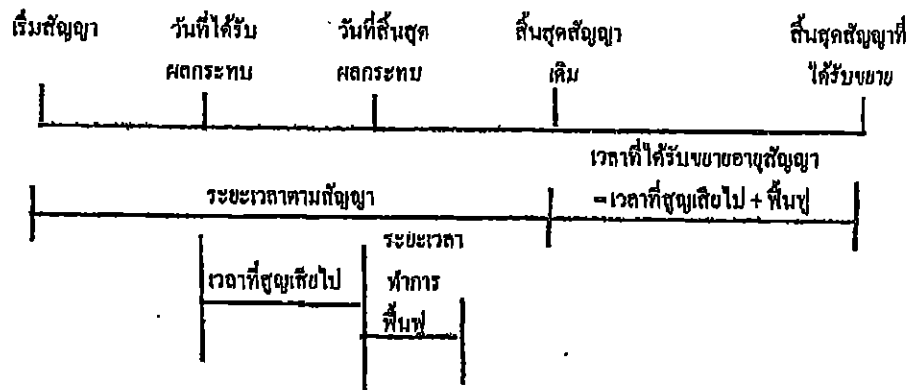 เริ่มสัญญา
วันที่ได้รับ
ผลกระทบ
วันที่สิ้นสุด
ผลกระทบ
สิ้นสุดสัญญา
เดิม
สิ้นสุดสัญญาที่
ได้รับขยาย
เวลาที่ได้รับขยายอายุสัญญา
ระยะเวลาตามสัญญา
=เวลาที่สูญเสียไป + ฟื้นฟู
เวลาที่สูญเสียไป
ระยะเวลา
ทำการ
ฟื้นฟู